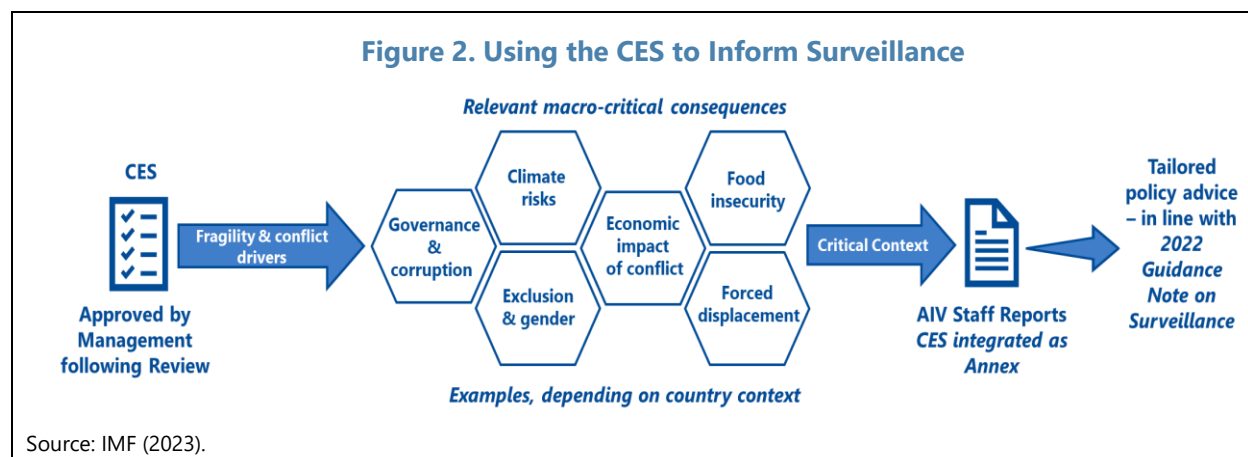 Figure 2. Using the CES to Inform Surveillance
Relevant macro-critical consequences
CES
Approved by
Management
following Review
Fragility & conflict
drivers
Governance
&
corruption
Climate
risks
Exclusion
& gender
Economic
impact
of conflict
Food
insecurity
Forced
displacement
Critical Context
AIV Staff Reports
CES integrated as
Annex
Tailored
policy advice
– in line with
2022
Guidance
Note on
Surveillance
Examples, depending on country context
Source: IMF (2023).